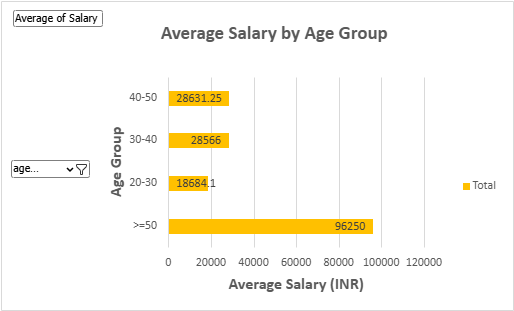 Average of Salary
Average Salary by Age Group
40-50
28631.25
30-40
28566
20-30
18684.1
>=50
96250
Age Group
age...
Total
0 20000 40000 60000 80000 100000 120000
Average Salary (INR)